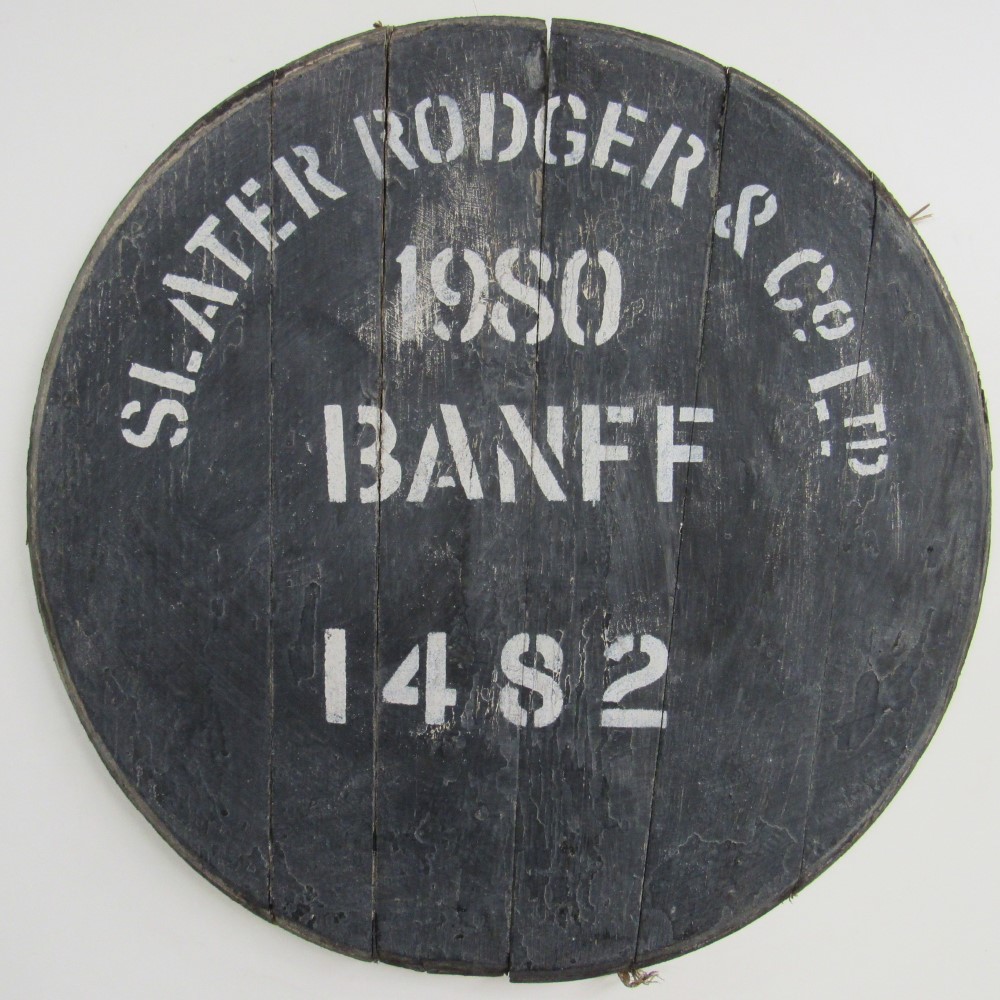 SLATER RODGER & CO. LTD
1980
BANFF
1482